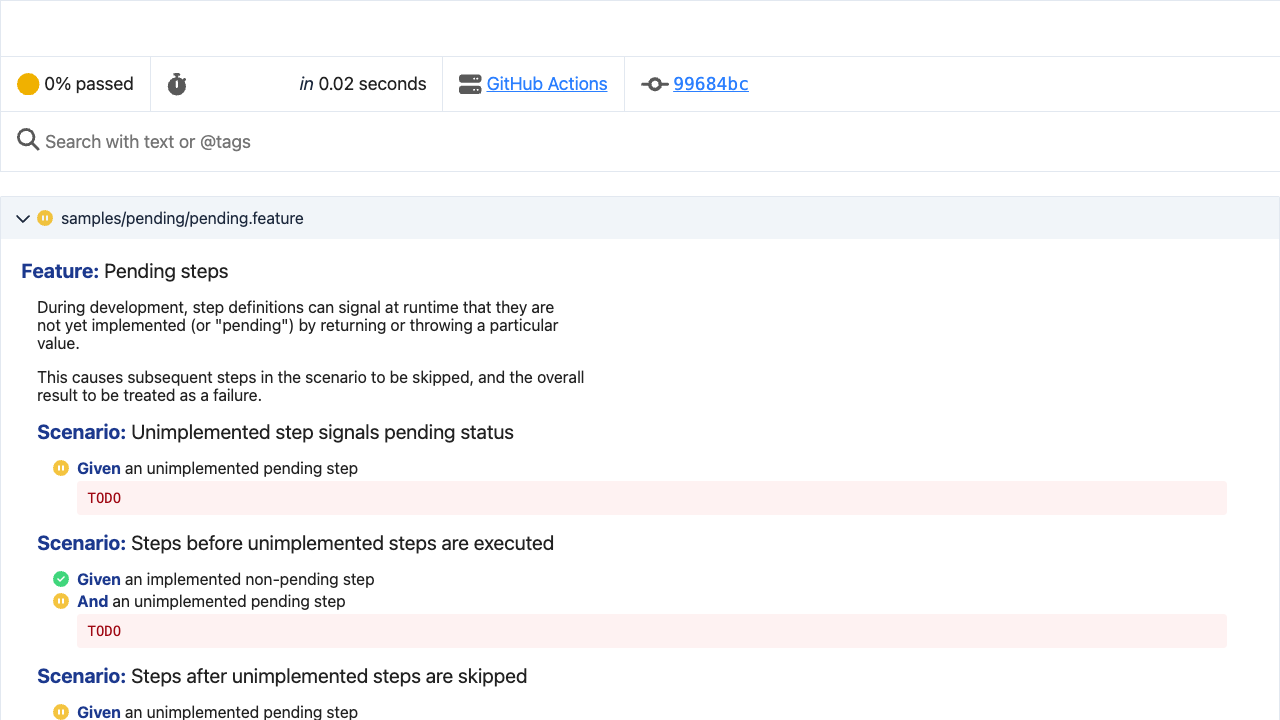 0% passed in 0.02 seconds GitHub Actions 99684bc
Search with text or @tags
samples/pending/pending.feature
Feature: Pending steps
During development, step definitions can signal at runtime that they are
not yet implemented (or "pending") by returning or throwing a particular
value.
This causes subsequent steps in the scenario to be skipped, and the overall
result to be treated as a failure.
Scenario: Unimplemented step signals pending status
Given an unimplemented pending step
TODO
Scenario: Steps before unimplemented steps are executed
Given an implemented non-pending step
And an unimplemented pending step
TODO
Scenario: Steps after unimplemented steps are skipped
Given an unimplemented pending step